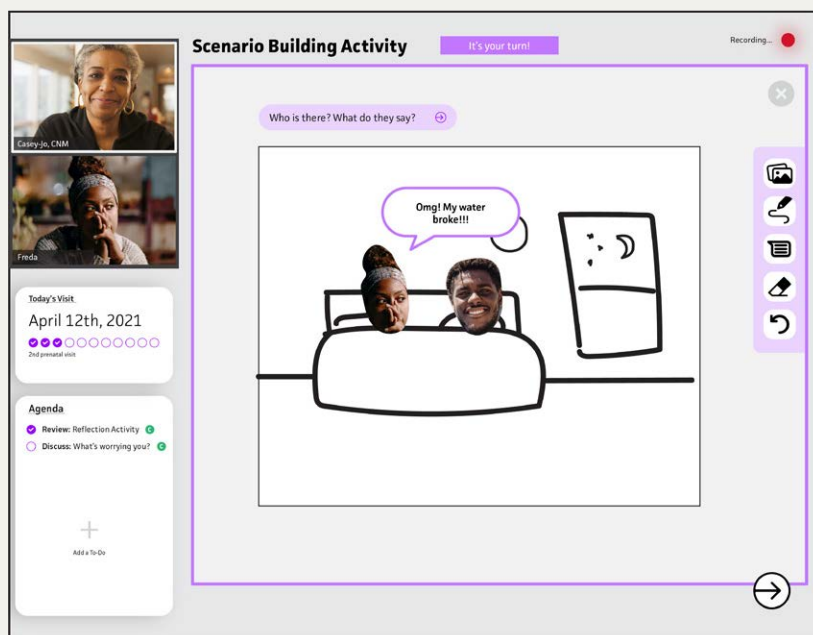 Scenario Building Activity
It's your turn!
Recording...
Casey-Jo, CNM
Freda
Who is there? What do they say?
Omg! My water
broke!!!
Today's Visit
April 12th, 2021
2nd prenatal visit
Agenda
Review: Reflection Activity C
Discuss: What's worrying you? C
Add a To-Do